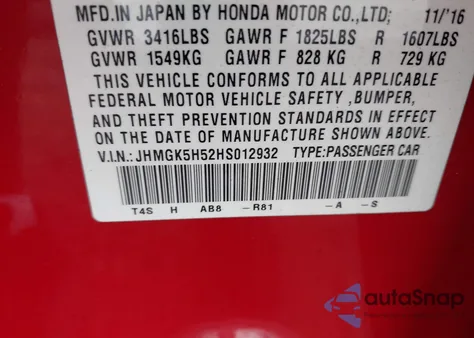 MFD.IN JAPAN BY HONDA MOTOR CO.,LTD; 11/'16
GVWR 3416LBS GAWR F 1825LBS R 1607LBS
GVWR 1549KG GAWR F 828 KG R 729 KG
THIS VEHICLE CONFORMS TO ALL APPLICABLE
FEDERAL MOTOR VEHICLE SAFETY ,BUMPER,
AND THEFT PREVENTION STANDARDS IN EFFECT
ON THE DATE OF MANUFACTURE SHOWN ABOVE.
V.I.N.: JHMGK5H52HS012932 TYPE:PASSENGER CAR
T4S H AB8 -R81 -A -S
autoSnap